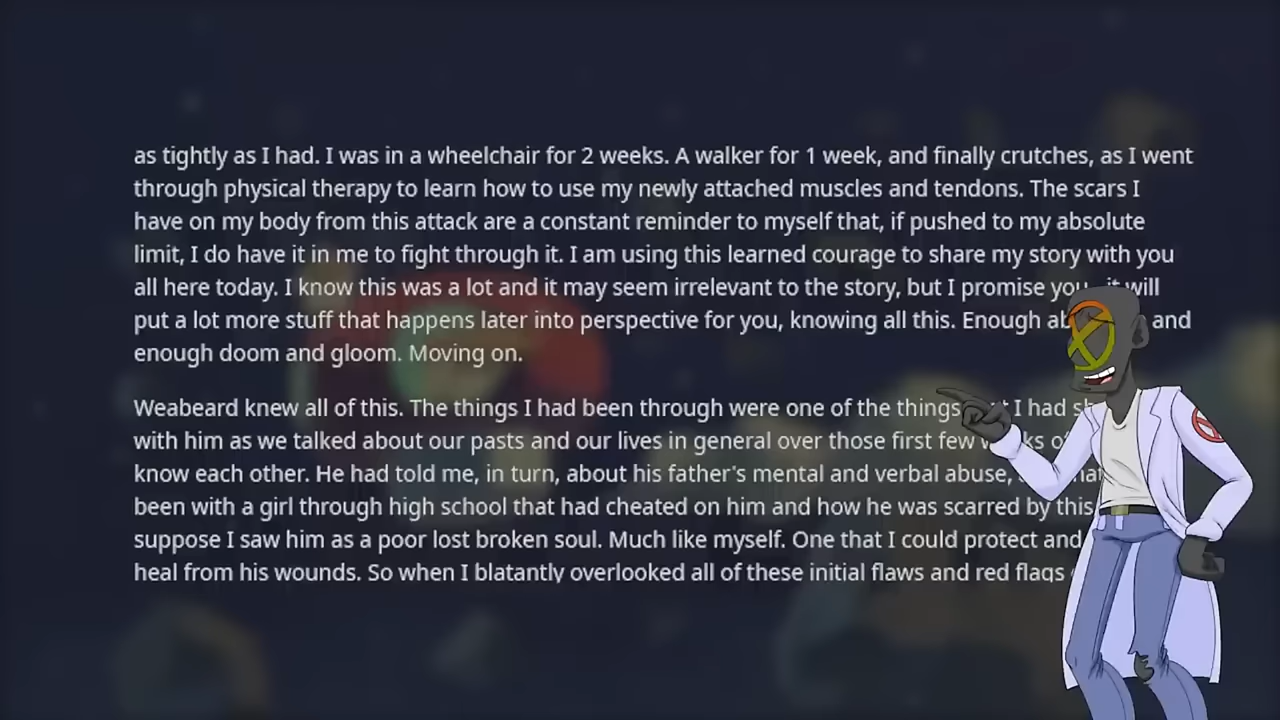 as tightly as I had. I was in a wheelchair for 2 weeks. A walker for 1 week, and finally crutches, as I went
through physical therapy to learn how to use my newly attached muscles and tendons. The scars I
have on my body from this attack are a constant reminder to myself that, if pushed to my absolute
limit, I do have it in me to fight through it. I am using this learned courage to share my story with you
all here today. I know this was a lot and it may seem irrelevant to the story, but I promise you, it will
put a lot more stuff that happens later into perspective for you, knowing all this. Enough and
enough doom and gloom. Moving on.
Weabeard knew all of this. The things I had been through were one of the things I had
with him as we talked about our pasts and our lives in general over those first few
know each other. He had told me, in turn, about his father's mental and verbal abuse,
been with a girl through high school that had cheated on him and how he was scarred by this
suppose I saw him as a poor lost broken soul. Much like myself. One that I could protect and
heal from his wounds. So when I blatantly overlooked all of these initial flaws and red flags